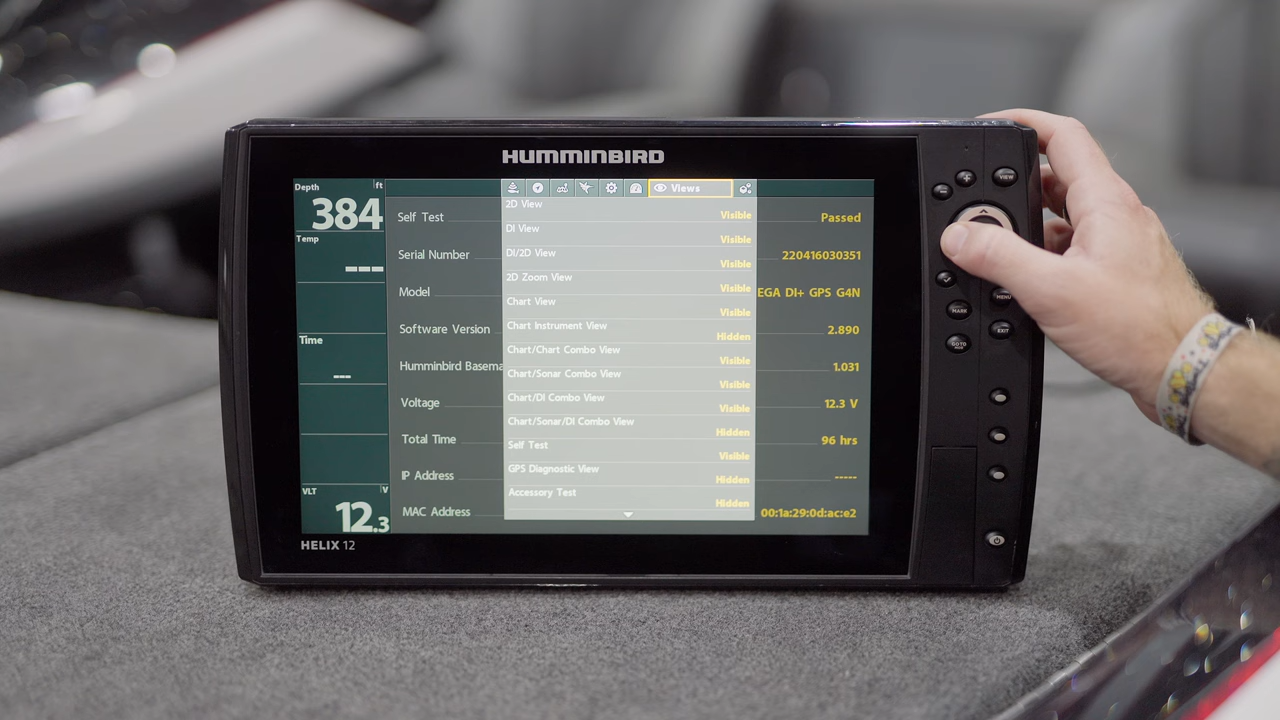 HUMMINBIRD
Depth ft
384
Temp
---
Time
--
VLT V
12.3
Views
Self Test Passed
Serial Number 220416030351
Model EGA DI+ GPS G4N
Software Version 2.890
Humminbird Basema 1.031
Voltage 12.3 V
Total Time 96 hrs
IP Address -----
MAC Address 00:1a:29:0d:ac:e2
2D View Visible
DI View Visible
DI/2D View Visible
2D Zoom View Visible
Chart View Visible
Chart Instrument View Hidden
Chart/Chart Combo View Visible
Chart/Sonar Combo View Visible
Chart/DI Combo View Visible
Chart/Sonar/DI Combo View Hidden
Self Test Visible
GPS Diagnostic View Hidden
Accessory Test Hidden
HELIX 12
VIEW
MENU
MARK
EXIT
GO TO